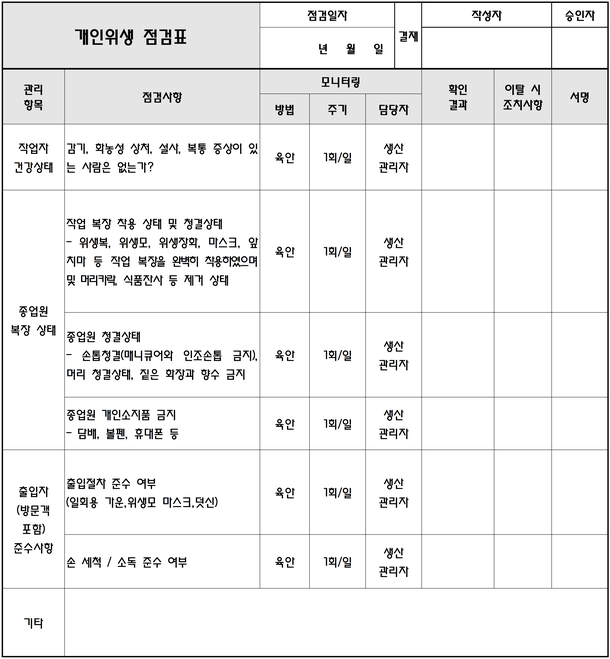 개인위생 점검표
점검일자
년 월 일
결재
작성자
승인자
관리
항목
점검사항
모니터링
방법
주기
담당자
확인
결과
이탈 시
조치사항
서명
작업자
건강상태
감기, 화농성 상처, 설사, 복통 증상이 있
는 사람은 없는가?
육안
1회/일
생산
관리자
종업원
복장 상태
작업 복장 착용 상태 및 청결상태
- 위생복, 위생모, 위생장화, 마스크, 앞
치마 등 작업 복장을 완벽히 착용하였으며
및 머리카락, 식품잔사 등 제거 상태
육안
1회/일
생산
관리자
종업원 청결상태
- 손톱청결(매니큐어와 인조손톱 금지),
머리 청결상태, 짙은 화장과 향수 금지
육안
1회/일
생산
관리자
종업원 개인소지품 금지
- 담배, 볼펜, 휴대폰 등
육안
1회/일
생산
관리자
출입자
(방문객
포함)
준수사항
출입절차 준수 여부
(일회용 가운,위생모 마스크,덧신)
육안
1회/일
생산
관리자
손 세척 / 소독 준수 여부
육안
1회/일
생산
관리자
기타